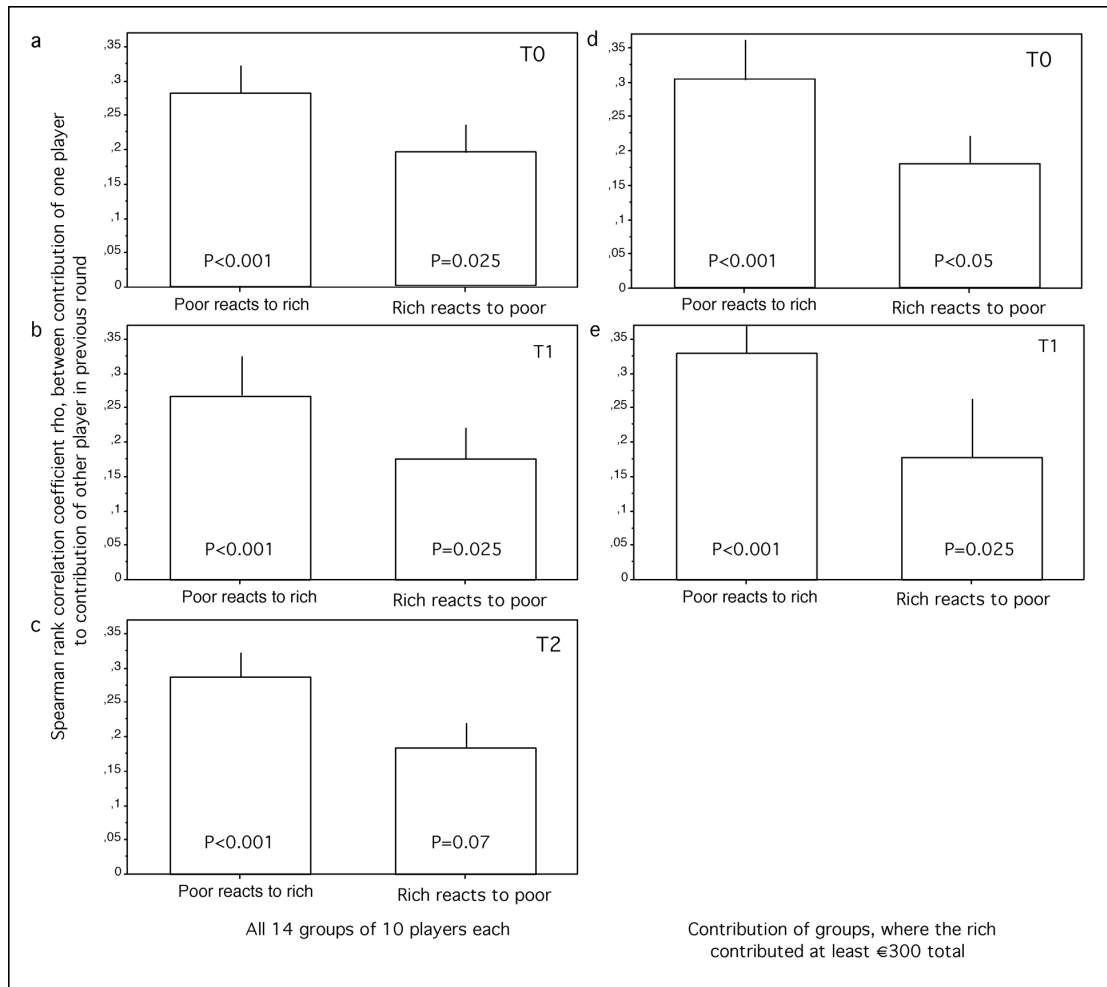 Spearman rank correlation coefficient rho, between contribution of one player
to contribution of other player in previous round
a
T0
,35
,3
,25
,2
,15
,1
,05
0
P<0.001
P=0.025
Poor reacts to rich
Rich reacts to poor
b
T1
,35
,3
,25
,2
,15
,1
,05
0
P<0.001
P=0.025
Poor reacts to rich
Rich reacts to poor
c
T2
,35
,3
,25
,2
,15
,1
,05
0
P<0.001
P=0.07
Poor reacts to rich
Rich reacts to poor
All 14 groups of 10 players each
d
T0
,35
,3
,25
,2
,15
,1
,05
0
P<0.001
P<0.05
Poor reacts to rich
Rich reacts to poor
e
T1
,35
,3
,25
,2
,15
,1
,05
0
P<0.001
P=0.025
Poor reacts to rich
Rich reacts to poor
Contribution of groups, where the rich
contributed at least €300 total